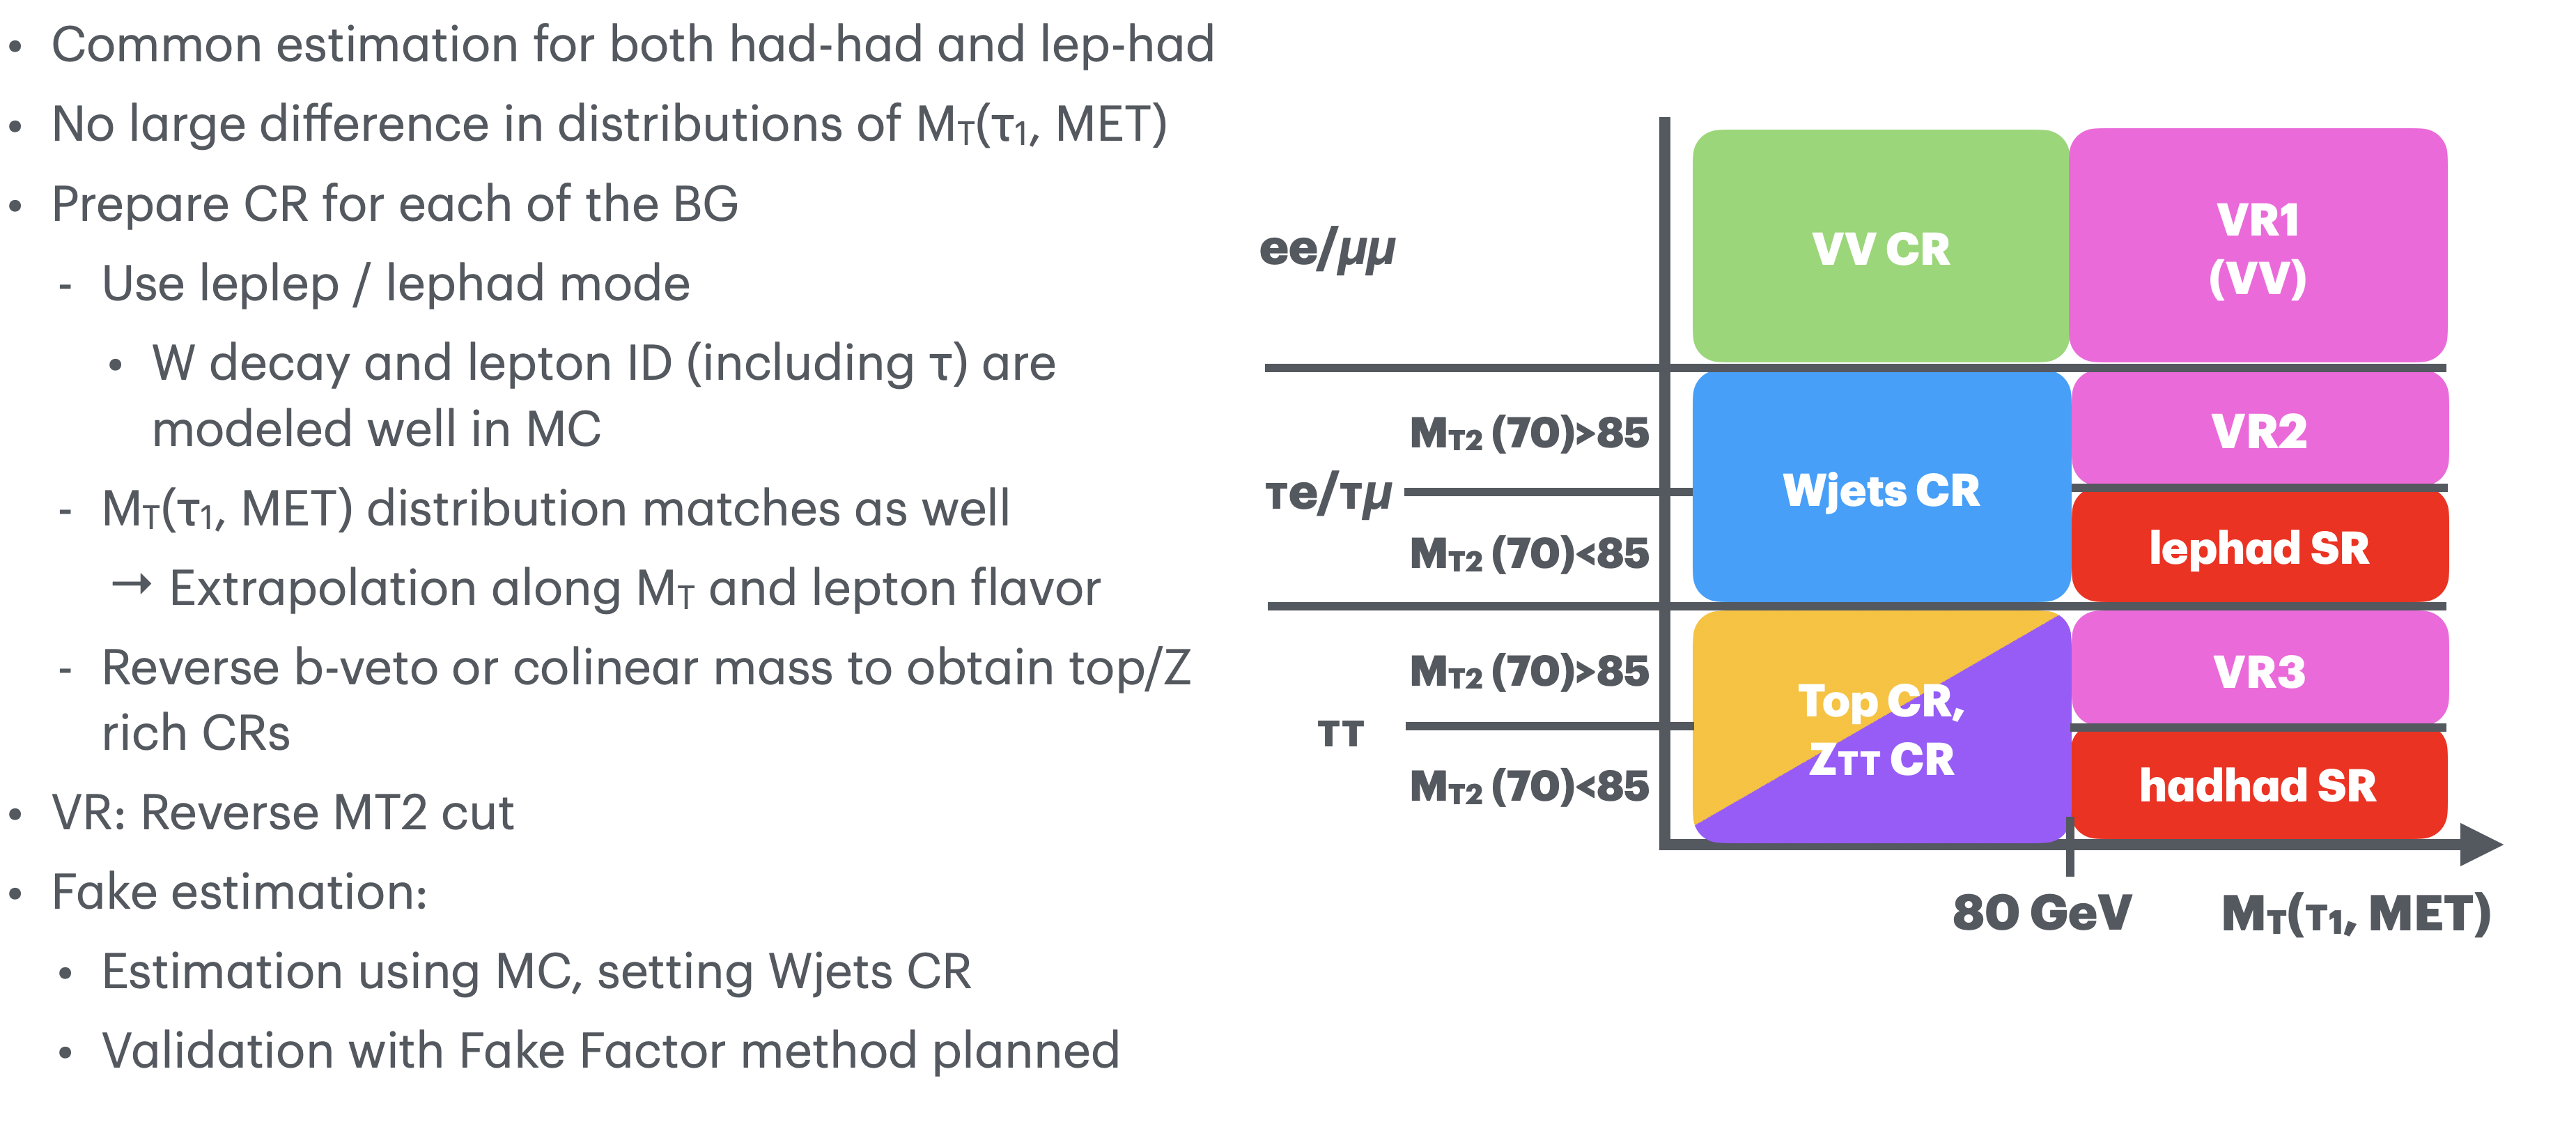 • Common estimation for both had-had and lep-had
• No large difference in distributions of MT(τ1, MET)
• Prepare CR for each of the BG
- Use leplep / lephad mode
• W decay and lepton ID (including τ) are
modeled well in MC
- MT(τ1, MET) distribution matches as well
→ Extrapolation along MT and lepton flavor
- Reverse b-veto or colinear mass to obtain top/Z
rich CRs
• VR: Reverse MT2 cut
• Fake estimation:
• Estimation using MC, setting Wjets CR
• Validation with Fake Factor method planned
ee/μμ
VV CR
VR1
(VV)
τe/τμ
MT2 (70)>85
MT2 (70)<85
Wjets CR
VR2
lephad SR
ττ
MT2 (70)>85
MT2 (70)<85
Top CR,
Zττ CR
VR3
hadhad SR
80 GeV
MT(τ1, MET)